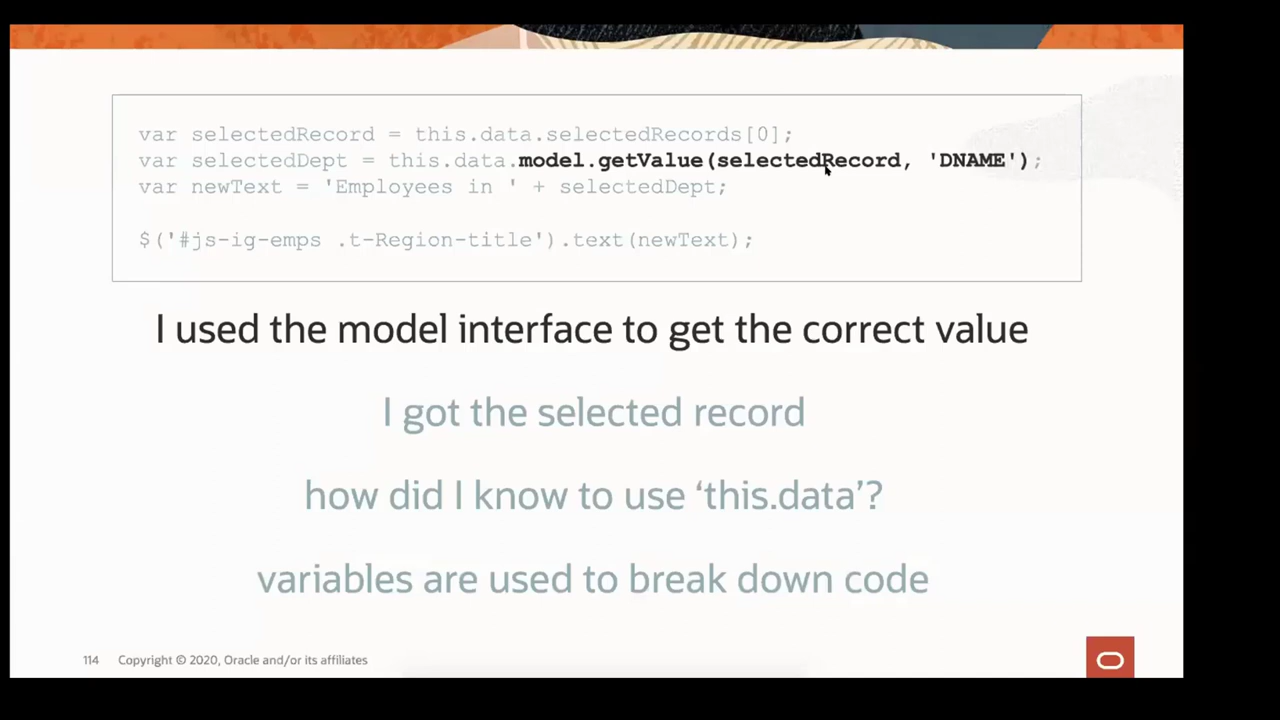 var selectedRecord = this.data.selectedRecords[0];
var selectedDept = this.data.model.getValue(selectedRecord, 'DNAME');
var newText = 'Employees in ' + selectedDept;
$('#js-ig-emps .t-Region-title').text(newText);
I used the model interface to get the correct value
I got the selected record
how did I know to use ‘this.data’?
variables are used to break down code
114 Copyright © 2020, Oracle and/or its affiliates